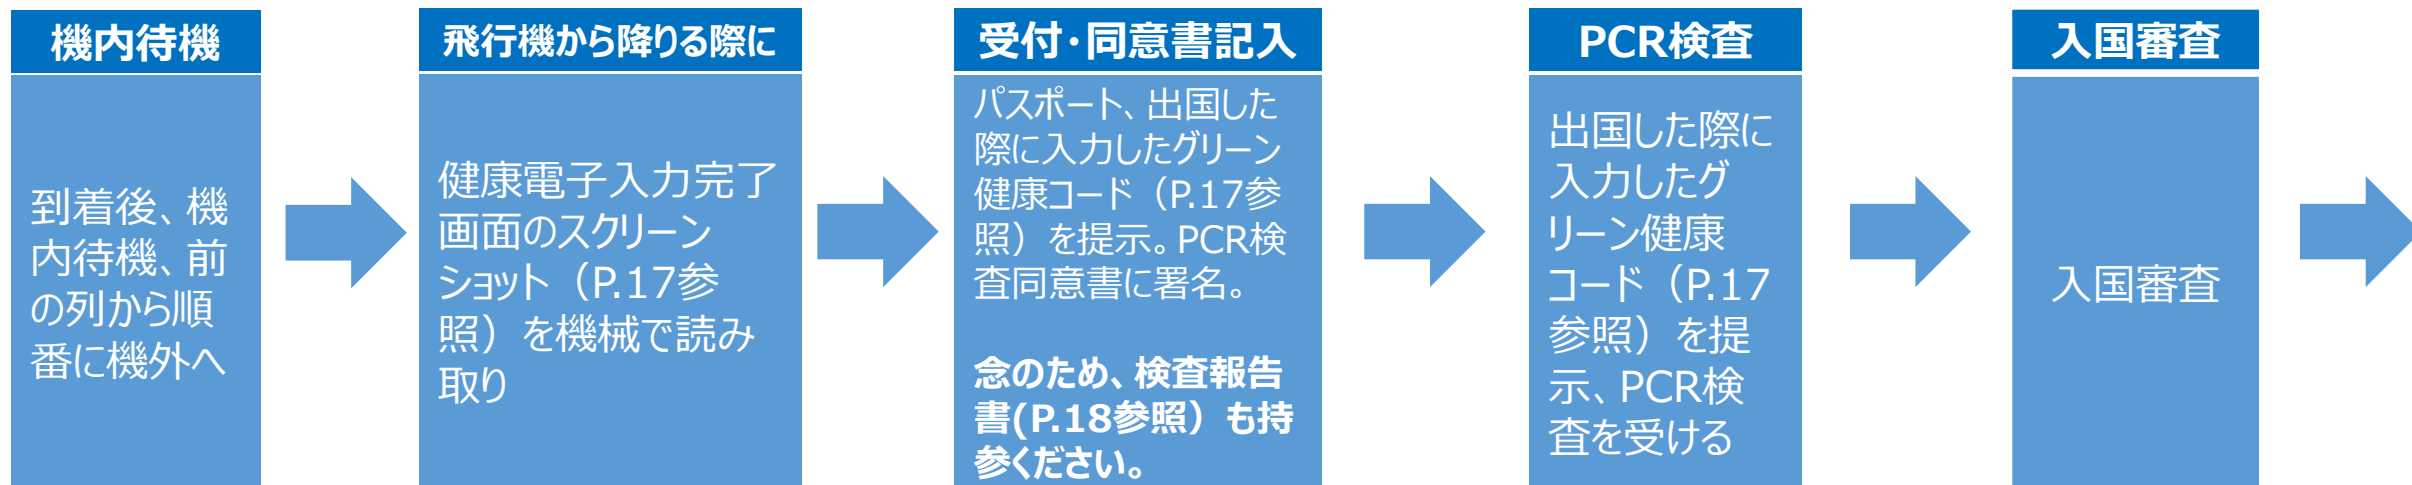 機内待機
到着後、機
内待機、前
の列から順
番に機外へ
飛行機から降りる際に
健康電子入力完了
画面のスクリーン
ショット（P.17参
照）を機械で読み
取り
受付・同意書記入
パスポート、出国した
際に入力したグリーン
健康コード（P.17参
照）を提示。PCR検
査同意書に署名。
念のため、検査報告
書(P.18参照）も持
参ください。
PCR検査
出国した際に
入力したグ
リーン健康
コード（P.17
参照）を提
示、PCR検
査を受ける
入国審査
入国審査